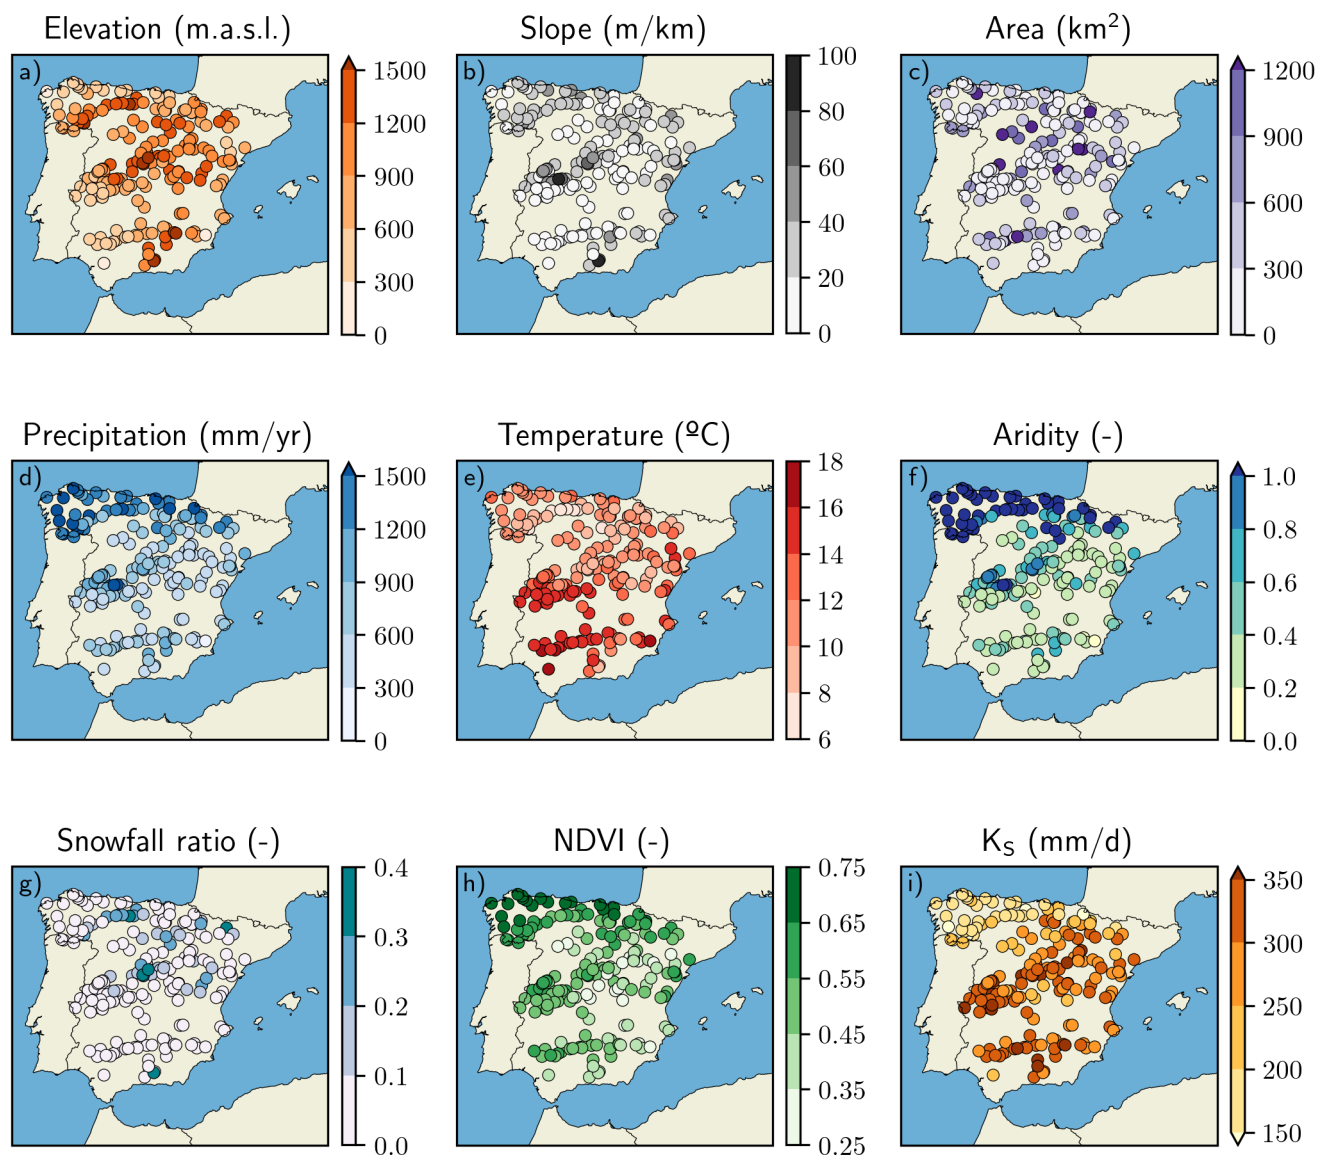 Elevation (m.a.s.l.)
a)
1500
1200
900
600
300
0
Slope (m/km)
b)
100
80
60
40
20
0
Area (km²)
c)
1200
900
600
300
0
Precipitation (mm/yr)
d)
1500
1200
900
600
300
0
Temperature (ºC)
e)
18
16
14
12
10
8
6
Aridity (-)
f)
1.0
0.8
0.6
0.4
0.2
0.0
Snowfall ratio (-)
g)
0.4
0.3
0.2
0.1
0.0
NDVI (-)
h)
0.75
0.65
0.55
0.45
0.35
0.25
K_S (mm/d)
i)
350
300
250
200
150